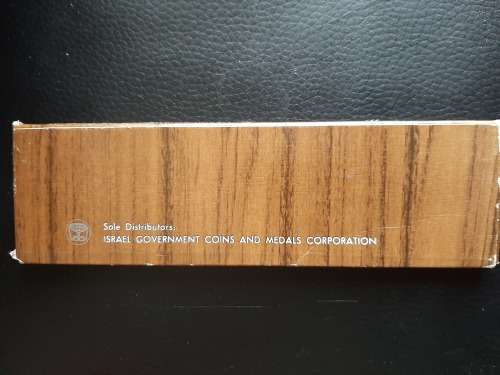 Sole Distributors:
ISRAEL GOVERNMENT COINS AND MEDALS CORPORATION